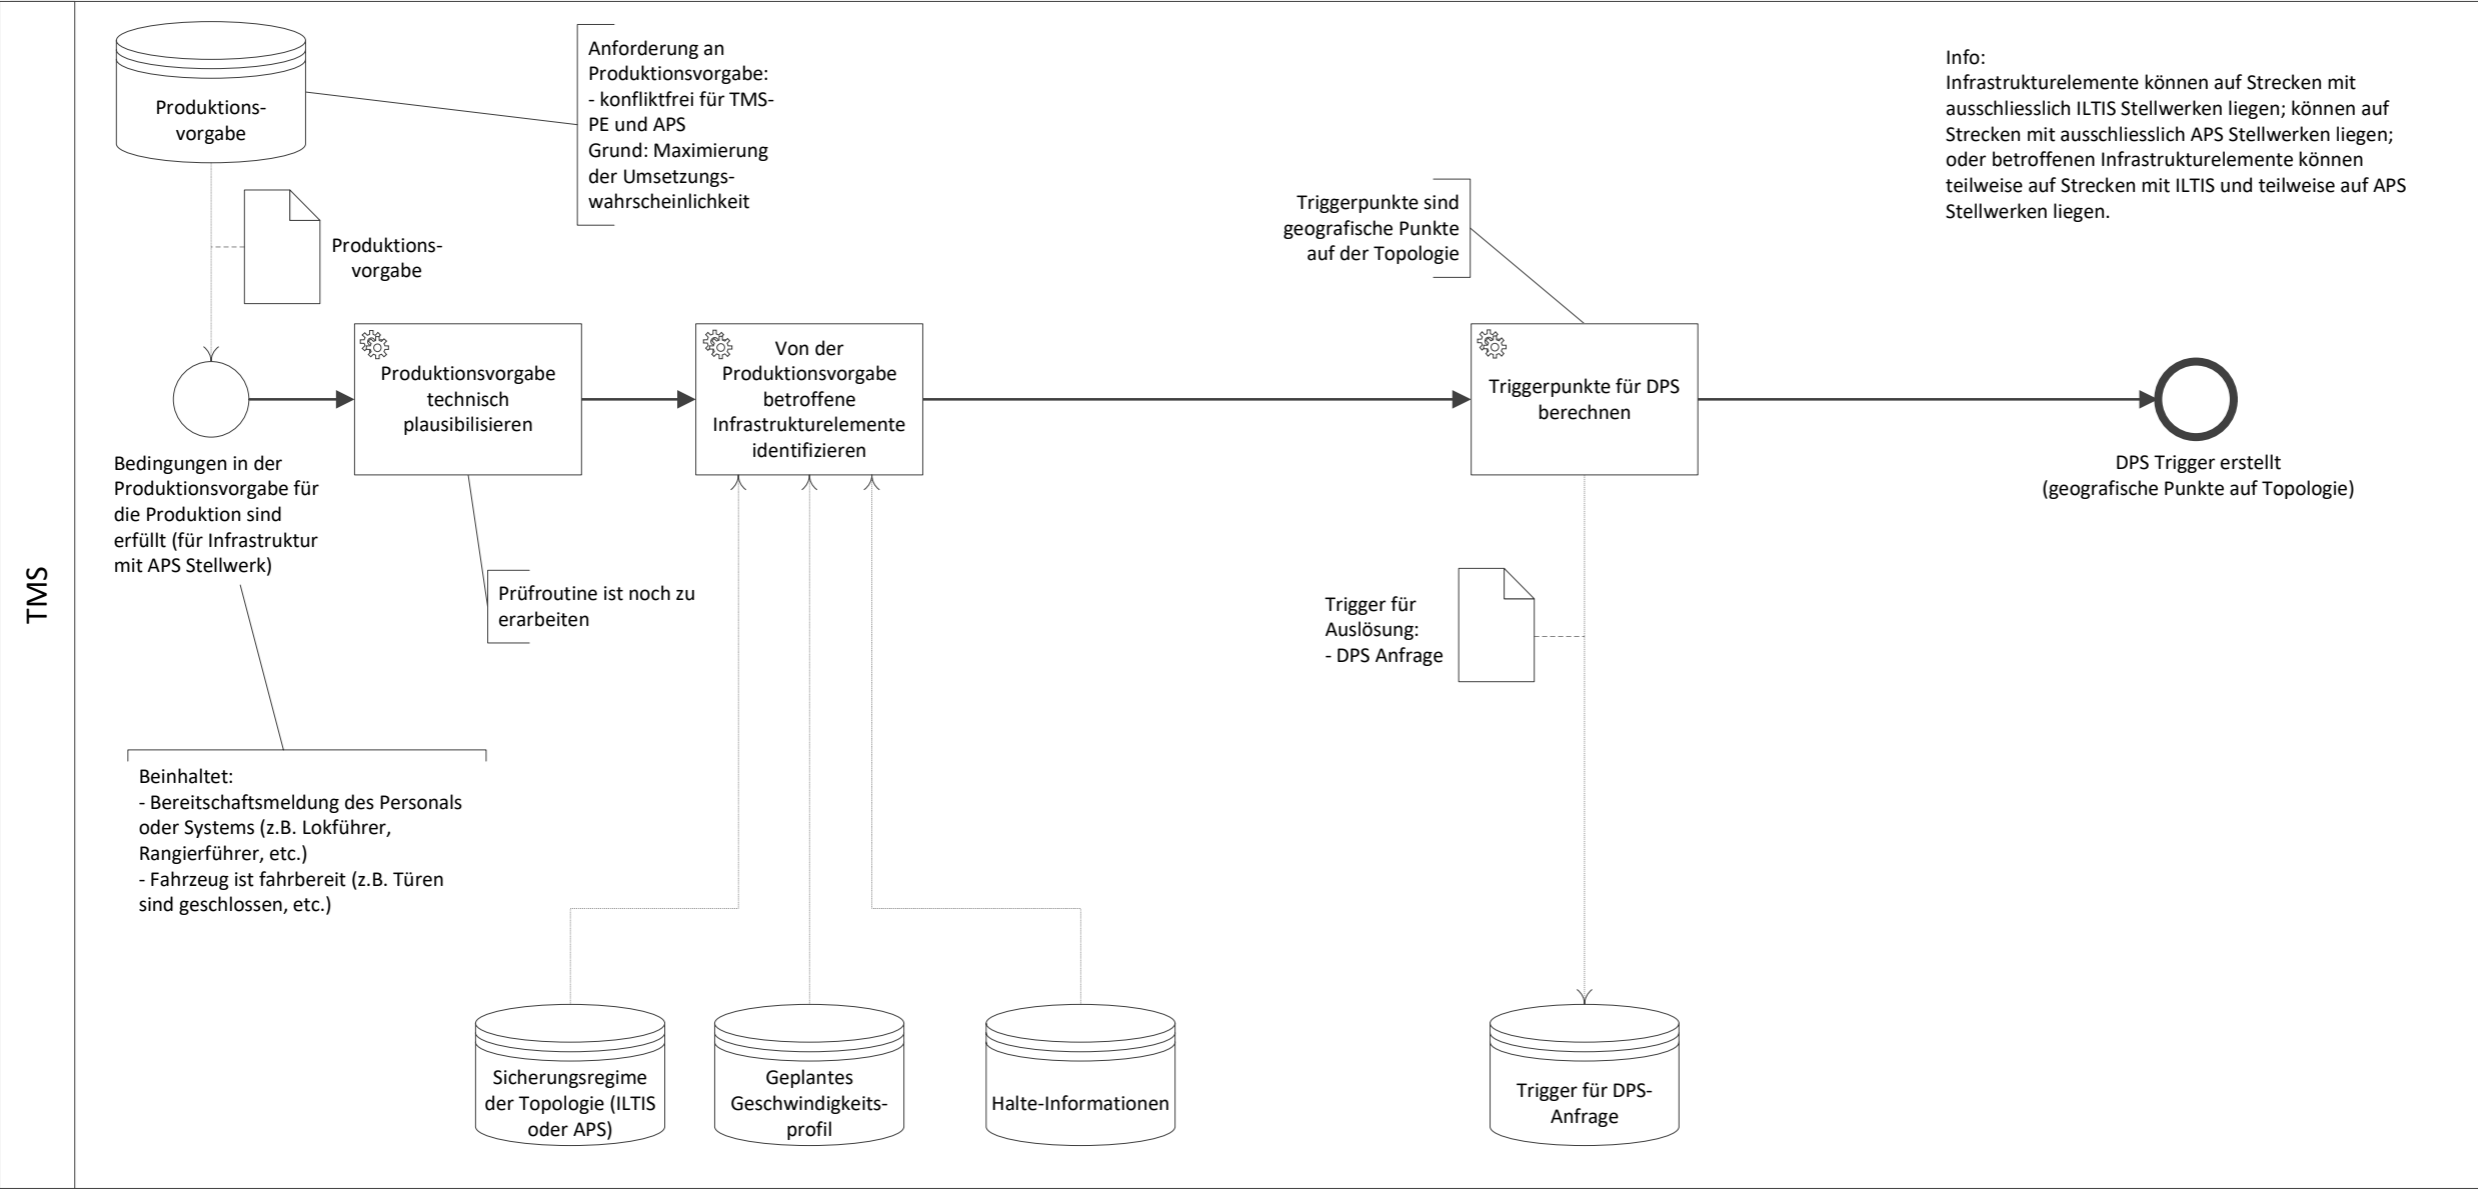 TMS
Produktions-
vorgabe
Anforderung an
Produktionsvorgabe:
- konfliktfrei für TMS-
PE und APS
Grund: Maximierung
der Umsetzungs-
wahrscheinlichkeit
Info:
Infrastrukturelemente können auf Strecken mit
ausschliesslich ILTIS Stellwerken liegen; können auf
Strecken mit ausschliesslich APS Stellwerken liegen;
oder betroffenen Infrastrukturelemente können
teilweise auf Strecken mit ILTIS und teilweise auf APS
Stellwerken liegen.
Produktions-
vorgabe
Triggerpunkte sind
geografische Punkte
auf der Topologie
Bedingungen in der
Produktionsvorgabe für
die Produktion sind
erfüllt (für Infrastruktur
mit APS Stellwerk)
Produktionsvorgabe
technisch
plausibilisieren
Von der
Produktionsvorgabe
betroffene
Infrastrukturelemente
identifizieren
Triggerpunkte für DPS
berechnen
DPS Trigger erstellt
(geografische Punkte auf Topologie)
Prüfroutine ist noch zu
erarbeiten
Trigger für
Auslösung:
- DPS Anfrage
Beinhaltet:
- Bereitschaftsmeldung des Personals
oder Systems (z.B. Lokführer,
Rangierführer, etc.)
- Fahrzeug ist fahrbereit (z.B. Türen
sind geschlossen, etc.)
Sicherungsregime
der Topologie (ILTIS
oder APS)
Geplantes
Geschwindigkeits-
profil
Halte-Informationen
Trigger für DPS-
Anfrage